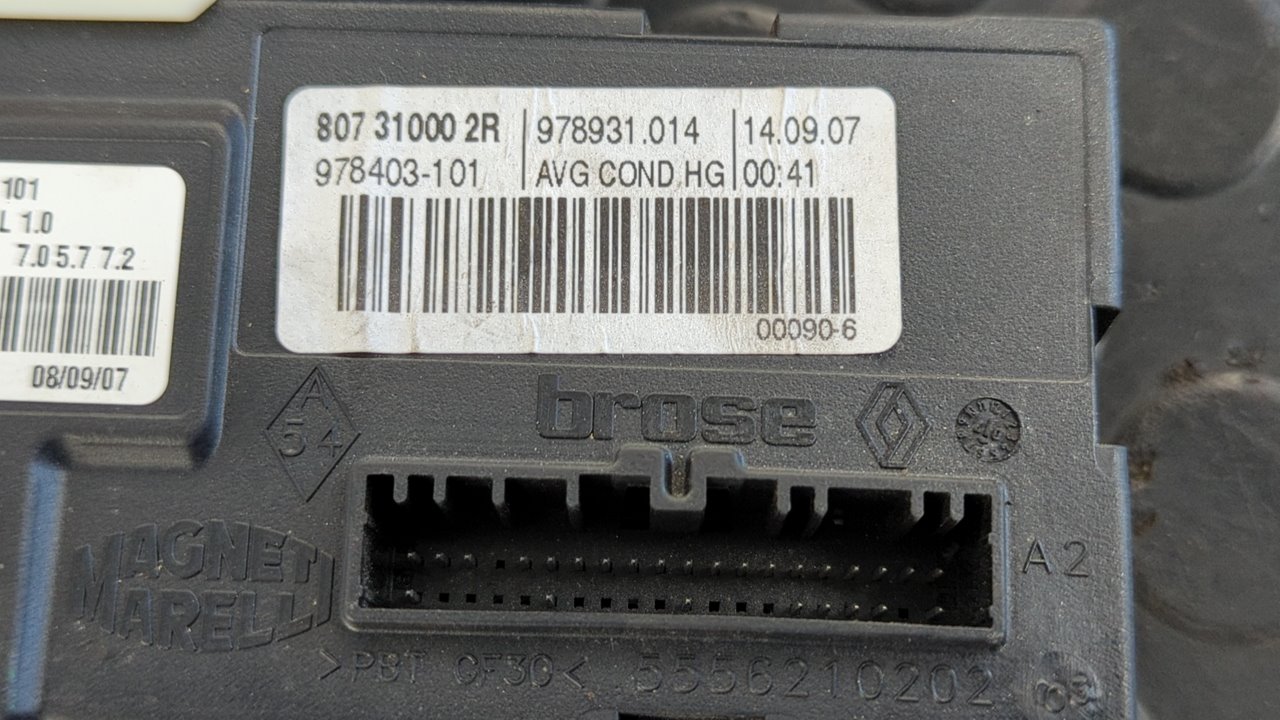 807 31000 2R 978931.014 14.09.07
978403-101 AVG COND HG 00:41
00090-6
101
L 1.0
7.0 5.7 7.2
08/09/07
A
54
brose
MAGNETI
MARELLI
A2
>PBT GF30< 5556210202